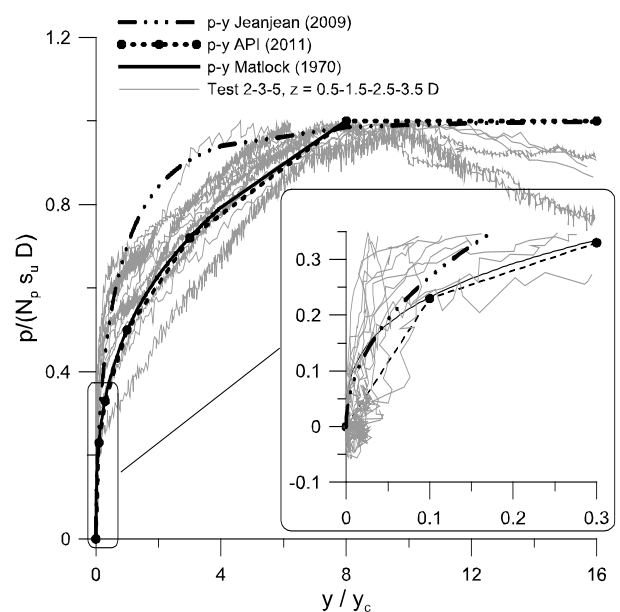 p-y Jeanjean (2009)
p-y API (2011)
p-y Matlock (1970)
Test 2-3-5, z = 0.5-1.5-2.5-3.5 D
1.2
0.8
0.4
0
p/(Np su D)
0.3
0.2
0.1
0
-0.1
0 0.1 0.2 0.3
0 4 8 12 16
y / yc